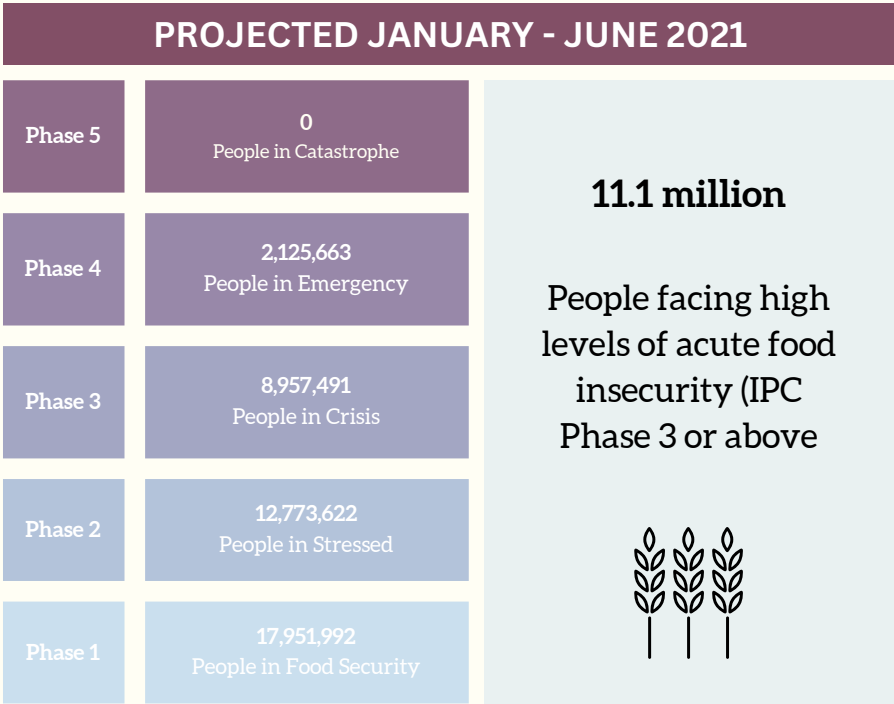 PROJECTED JANUARY - JUNE 2021
Phase 5
0
People in Catastrophe
Phase 4
2,125,663
People in Emergency
Phase 3
8,957,491
People in Crisis
Phase 2
12,773,622
People in Stressed
Phase 1
17,951,992
People in Food Security
11.1 million
People facing high
levels of acute food
insecurity (IPC
Phase 3 or above